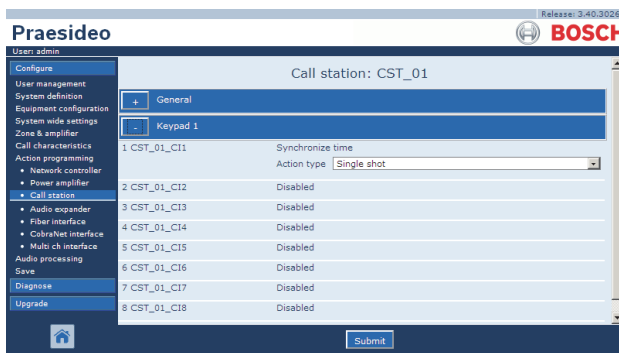 Release: 3.40.3026
Praesideo
BOSCH
User: admin
Configure
User management
System definition
Equipment configuration
System wide settings
Zone & amplifier
Call characteristics
Action programming
• Network controller
• Power amplifier
• Call station
• Audio expander
• Fiber interface
• CobraNet interface
• Multi ch interface
Audio processing
Save
Diagnose
Upgrade
Call station: CST_01
+ General
- Keypad 1
1 CST_01_CI1 Synchronize time
Action type Single shot
2 CST_01_CI2 Disabled
3 CST_01_CI3 Disabled
4 CST_01_CI4 Disabled
5 CST_01_CI5 Disabled
6 CST_01_CI6 Disabled
7 CST_01_CI7 Disabled
8 CST_01_CI8 Disabled
Submit